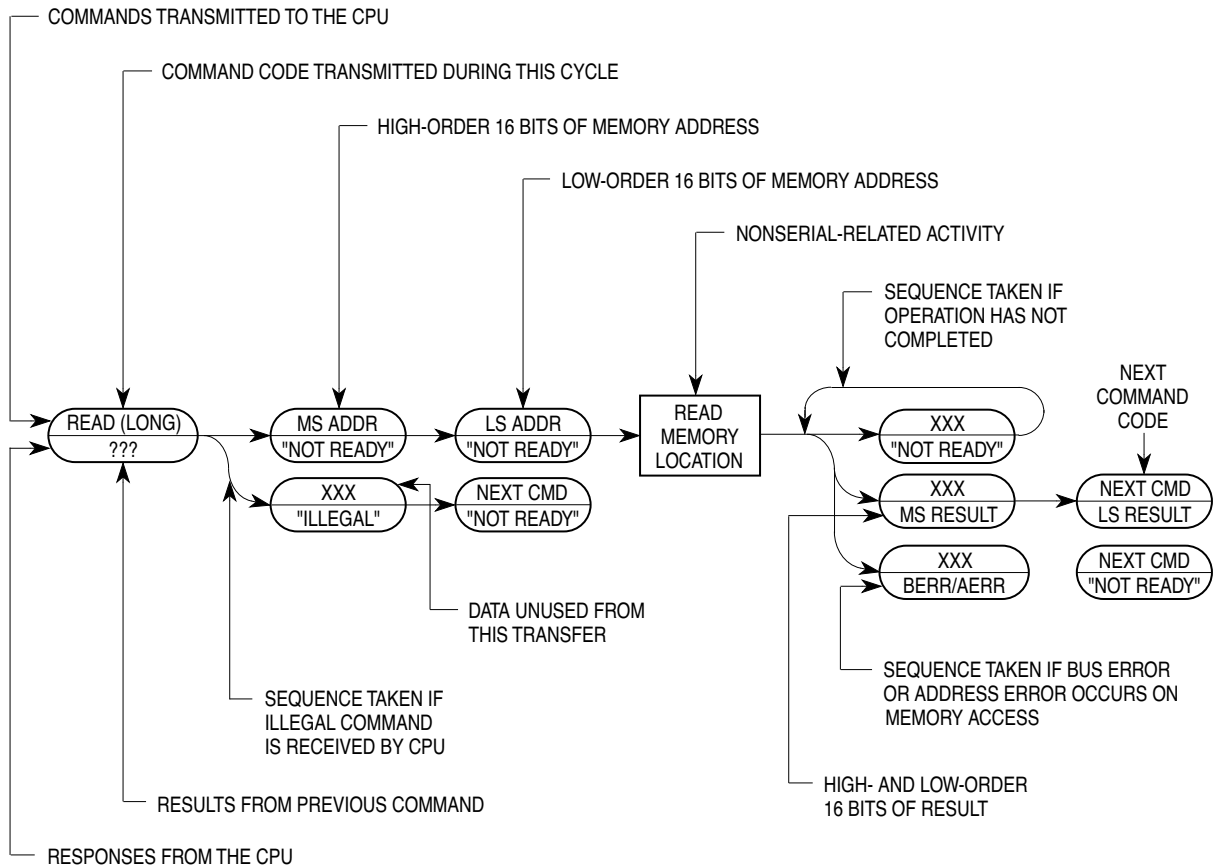 COMMANDS TRANSMITTED TO THE CPU
COMMAND CODE TRANSMITTED DURING THIS CYCLE
HIGH-ORDER 16 BITS OF MEMORY ADDRESS
LOW-ORDER 16 BITS OF MEMORY ADDRESS
NONSERIAL-RELATED ACTIVITY
SEQUENCE TAKEN IF
OPERATION HAS NOT
COMPLETED
NEXT
COMMAND
CODE
READ (LONG)
???
MS ADDR
"NOT READY"
LS ADDR
"NOT READY"
READ
MEMORY
LOCATION
XXX
"NOT READY"
XXX
"ILLEGAL"
NEXT CMD
"NOT READY"
XXX
MS RESULT
NEXT CMD
LS RESULT
XXX
BERR/AERR
NEXT CMD
"NOT READY"
DATA UNUSED FROM
THIS TRANSFER
SEQUENCE TAKEN IF
ILLEGAL COMMAND
IS RECEIVED BY CPU
SEQUENCE TAKEN IF BUS ERROR
OR ADDRESS ERROR OCCURS ON
MEMORY ACCESS
HIGH- AND LOW-ORDER
16 BITS OF RESULT
RESULTS FROM PREVIOUS COMMAND
RESPONSES FROM THE CPU